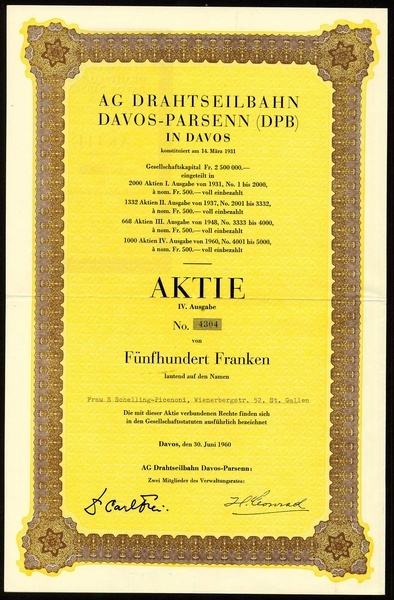 AG DRAHTSEILBAHN
DAVOS-PARSENN (DPB)
IN DAVOS
konstituiert am 14. März 1931
Gesellschaftskapital Fr. 2 500 000.—
eingeteilt in
2000 Aktien I. Ausgabe von 1931, No. 1 bis 2000,
à nom. Fr. 500.— voll einbezahlt
1332 Aktien II. Ausgabe von 1937, No. 2001 bis 3332,
à nom. Fr. 500.— voll einbezahlt
668 Aktien III. Ausgabe von 1948, No. 3333 bis 4000,
à nom. Fr. 500.— voll einbezahlt
1000 Aktien IV. Ausgabe von 1960, No. 4001 bis 5000,
à nom. Fr. 500.— voll einbezahlt
AKTIE
IV. Ausgabe
No. 4304
von
Fünfhundert Franken
lautend auf den Namen
Frau E Schelling-Picenoni, Wienerbergstr. 52, St. Gallen
Die mit dieser Aktie verbundenen Rechte finden sich
in den Gesellschaftsstatuten ausführlich bezeichnet
Davos, den 30. Juni 1960
AG Drahtseilbahn Davos-Parsenn:
Zwei Mitglieder des Verwaltungsrates:
H. Conrad